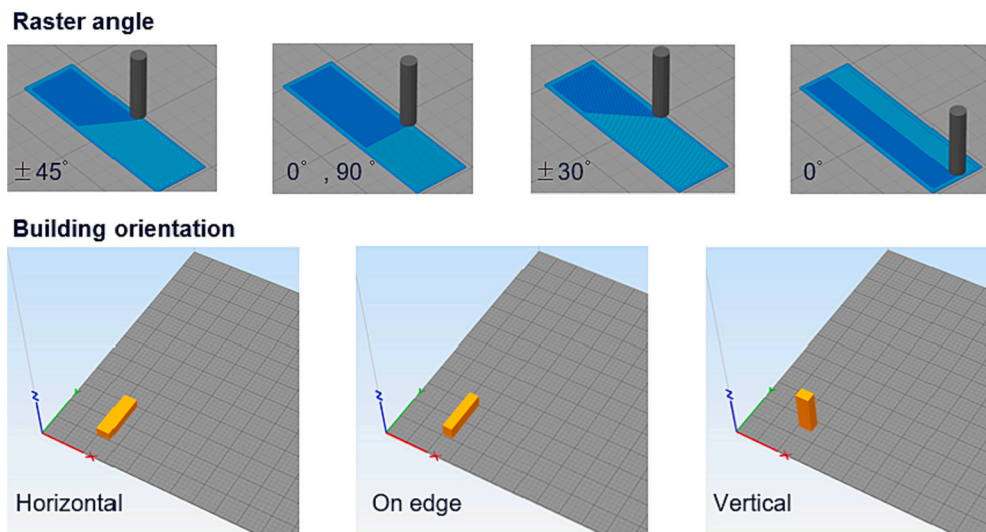 Raster angle
±45°
0°, 90°
±30°
0°
Building orientation
Z
Y
X
Horizontal
Z
Y
X
On edge
Z
Y
X
Vertical